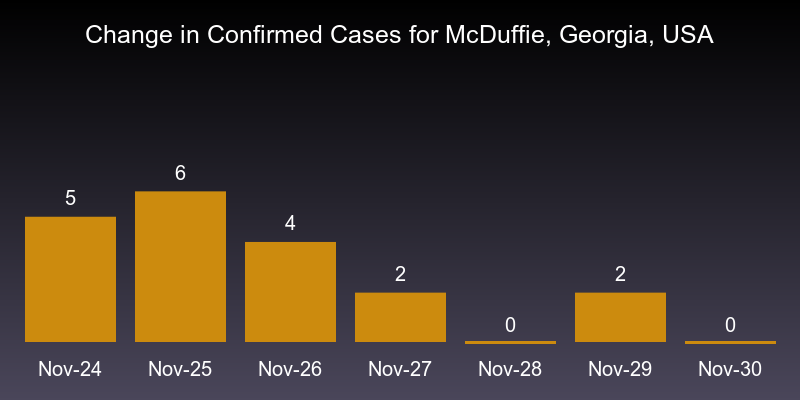 Change in Confirmed Cases for McDuffie, Georgia, USA
5 6 4 2 0 2 0
Nov-24 Nov-25 Nov-26 Nov-27 Nov-28 Nov-29 Nov-30